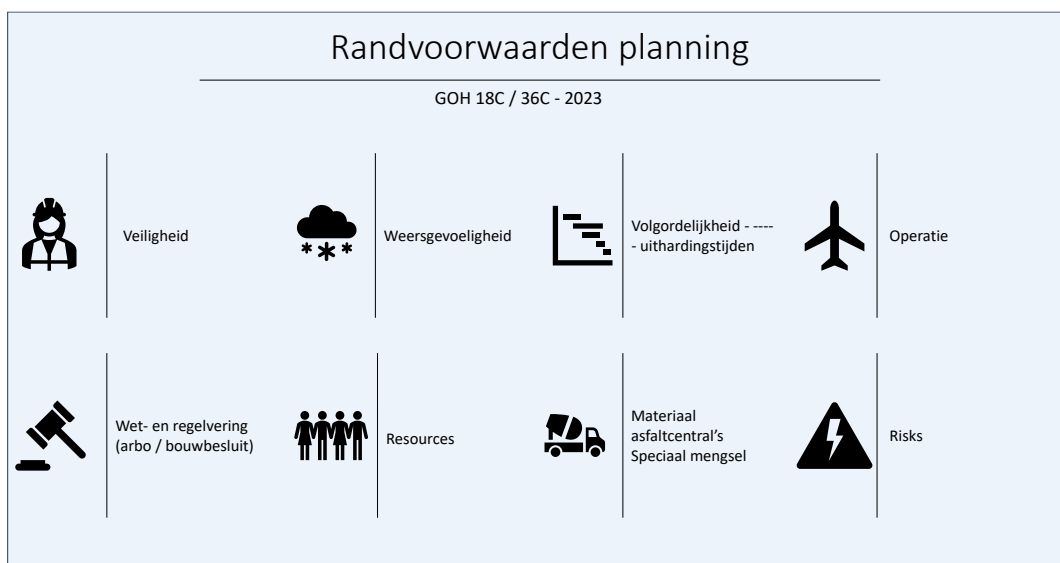 Randvoorwaarden planning
GOH 18C / 36C - 2023
Veiligheid
Weersgevoeligheid
Volgordelijkheid - ----
- uithardingstijden
Operatie
Wet- en regelvering
(arbo / bouwbesluit)
Resources
Materiaal
asfaltcentral’s
Speciaal mengsel
Risks